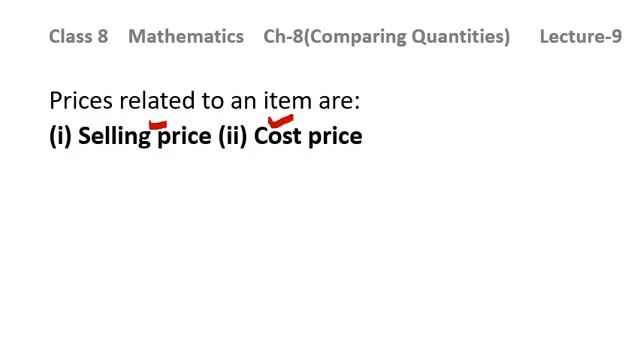 Class 8 Mathematics Ch-8(Comparing Quantities) Lecture-9
Prices related to an item are:
(i) Selling price (ii) Cost price